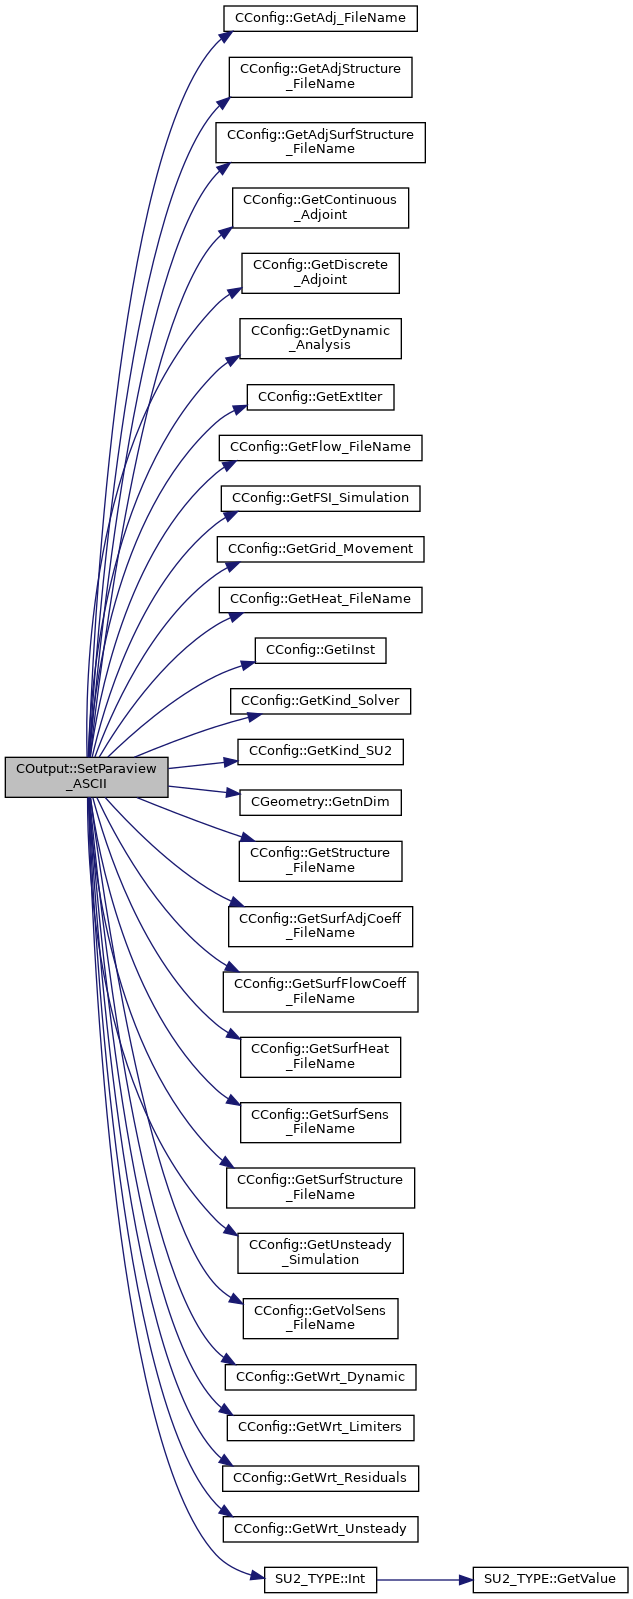 CConfig::GetAdj_FileName
CConfig::GetAdjStructure
_FileName
CConfig::GetAdjSurfStructure
_FileName
CConfig::GetContinuous
_Adjoint
CConfig::GetDiscrete
_Adjoint
CConfig::GetDynamic
_Analysis
CConfig::GetExtIter
CConfig::GetFlow_FileName
CConfig::GetFSI_Simulation
CConfig::GetGrid_Movement
CConfig::GetHeat_FileName
CConfig::GetiInst
CConfig::GetKind_Solver
CConfig::GetKind_SU2
COutput::SetParaview
_ASCII
CGeometry::GetnDim
CConfig::GetStructure
_FileName
CConfig::GetSurfAdjCoeff
_FileName
CConfig::GetSurfFlowCoeff
_FileName
CConfig::GetSurfHeat
_FileName
CConfig::GetSurfSens
_FileName
CConfig::GetSurfStructure
_FileName
CConfig::GetUnsteady
_Simulation
CConfig::GetVolSens
_FileName
CConfig::GetWrt_Dynamic
CConfig::GetWrt_Limiters
CConfig::GetWrt_Residuals
CConfig::GetWrt_Unsteady
SU2_TYPE::Int
SU2_TYPE::GetValue